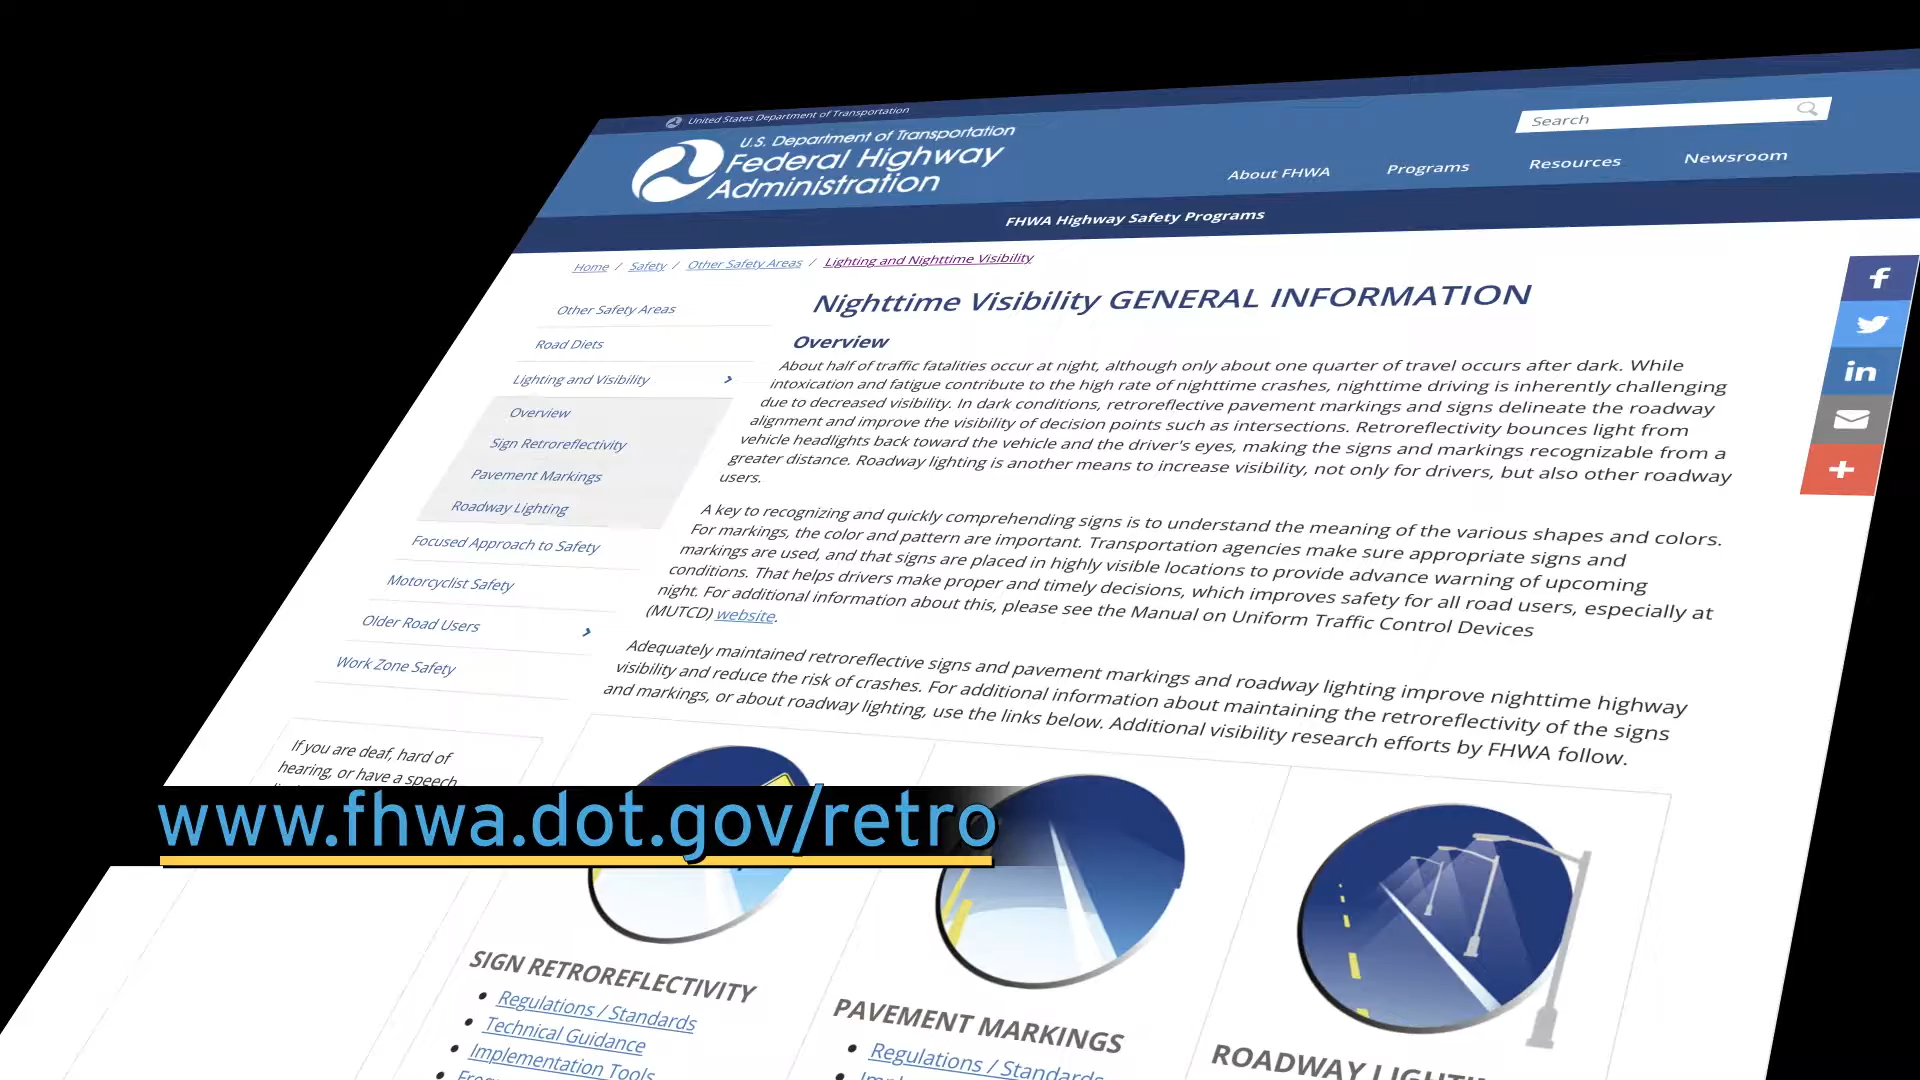 United States Department of Transportation
U.S. Department of Transportation
Federal Highway
Administration
Search
About FHWA
Programs
Resources
Newsroom
FHWA Highway Safety Programs
Home / Safety / Other Safety Areas / Lighting and Nighttime Visibility
Other Safety Areas
Road Diets
Lighting and Visibility
Overview
Sign Retroreflectivity
Pavement Markings
Roadway Lighting
Focused Approach to Safety
Motorcyclist Safety
Older Road Users
Work Zone Safety
If you are deaf, hard of
hearing, or have a speech
Nighttime Visibility GENERAL INFORMATION
Overview
About half of traffic fatalities occur at night, although only about one quarter of travel occurs after dark. While
intoxication and fatigue contribute to the high rate of nighttime crashes, nighttime driving is inherently challenging
due to decreased visibility. In dark conditions, retroreflective pavement markings and signs delineate the roadway
alignment and improve the visibility of decision points such as intersections. Retroreflectivity bounces light from
vehicle headlights back toward the vehicle and the driver's eyes, making the signs and markings recognizable from a
greater distance. Roadway lighting is another means to increase visibility, not only for drivers, but also other roadway
users.
A key to recognizing and quickly comprehending signs is to understand the meaning of the various shapes and colors.
For markings, the color and pattern are important. Transportation agencies make sure appropriate signs and
markings are used, and that signs are placed in highly visible locations to provide advance warning of upcoming
conditions. That helps drivers make proper and timely decisions, which improves safety for all road users, especially at
night. For additional information about this, please see the Manual on Uniform Traffic Control Devices
(MUTCD) website.
Adequately maintained retroreflective signs and pavement markings and roadway lighting improve nighttime highway
visibility and reduce the risk of crashes. For additional information about maintaining the retroreflectivity of the signs
and markings, or about roadway lighting, use the links below. Additional visibility research efforts by FHWA follow.
f
in
www.fhwa.dot.gov/retro
SIGN RETROREFLECTIVITY
Regulations / Standards
Technical Guidance
Implementation Tools
PAVEMENT MARKINGS
Regulations / Standards
ROADWAY